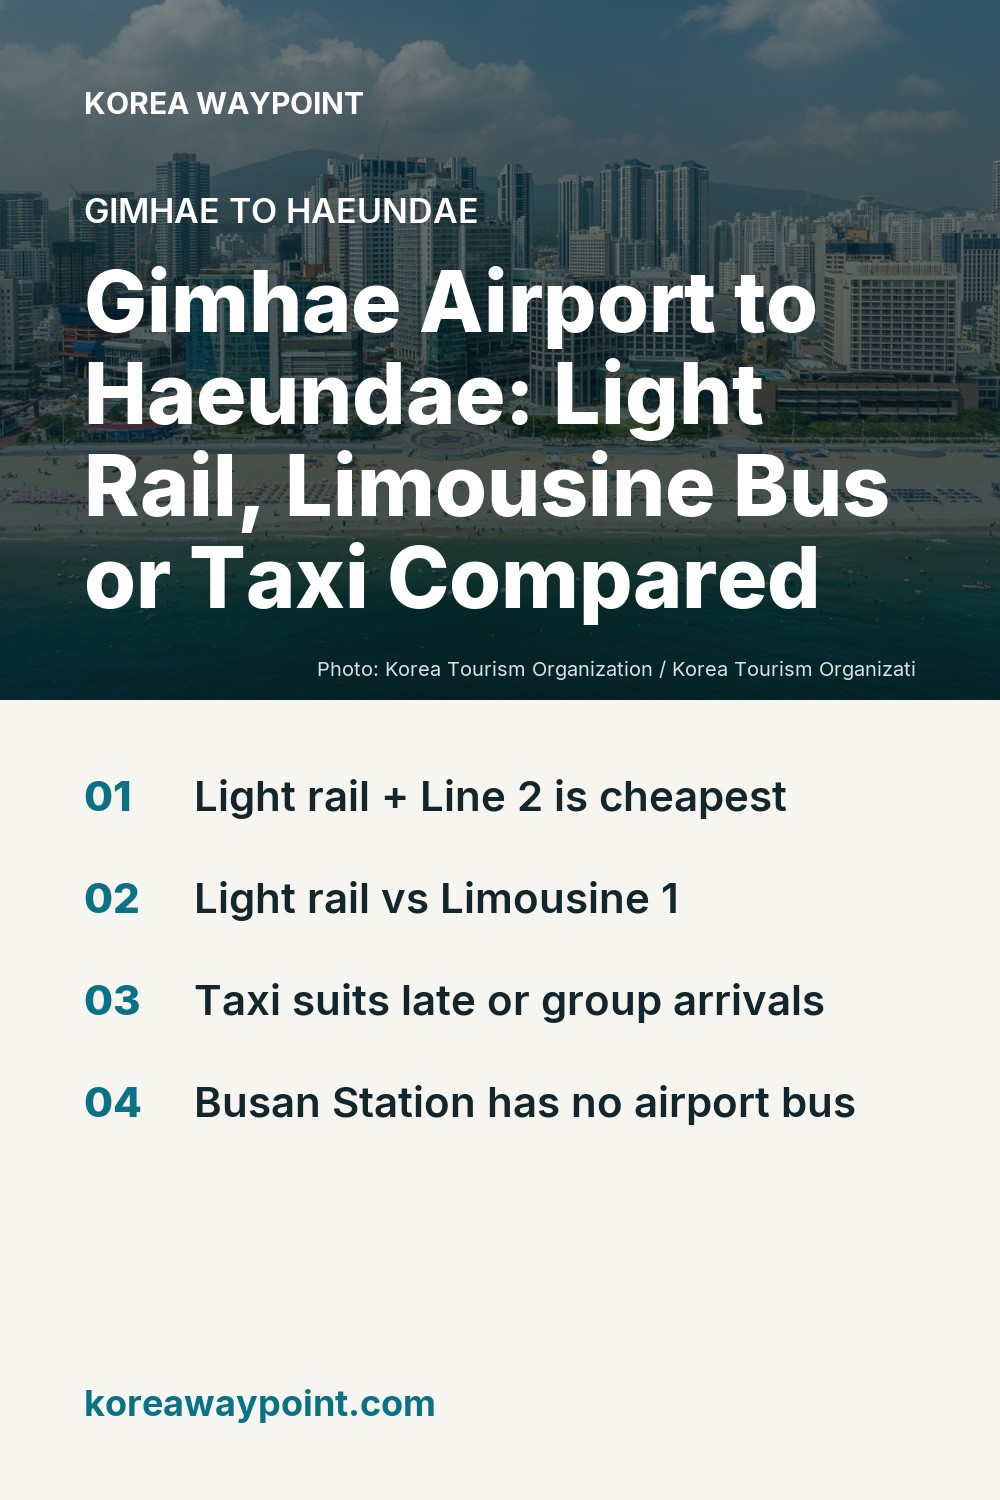 KOREA WAYPOINT
GIMHAE TO HAEUNDAE
Gimhae Airport to
Haeundae: Light
Rail, Limousine Bus
or Taxi Compared
Photo: Korea Tourism Organization / Korea Tourism Organizati
01 Light rail + Line 2 is cheapest
02 Light rail vs Limousine 1
03 Taxi suits late or group arrivals
04 Busan Station has no airport bus
koreawaypoint.com